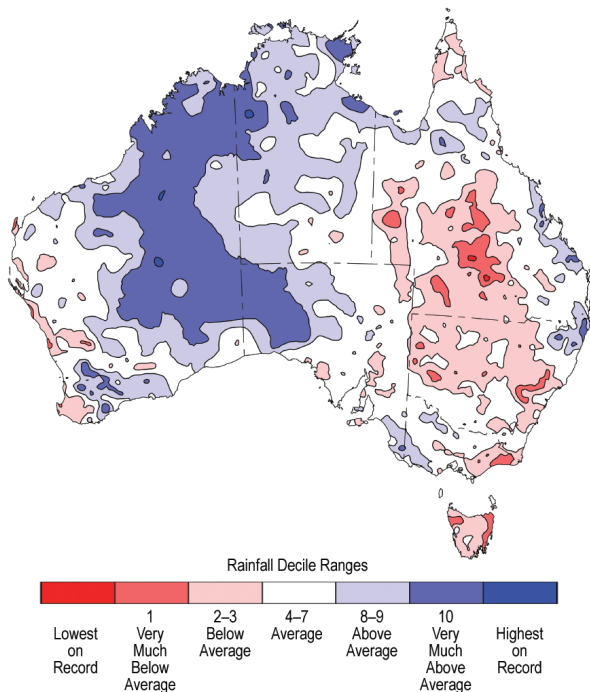 Rainfall Decile Ranges
Lowest
on
Record
1
Very
Much
Below
Average
2–3
Below
Average
4–7
Average
8–9
Above
Average
10
Very
Much
Above
Average
Highest
on
Record